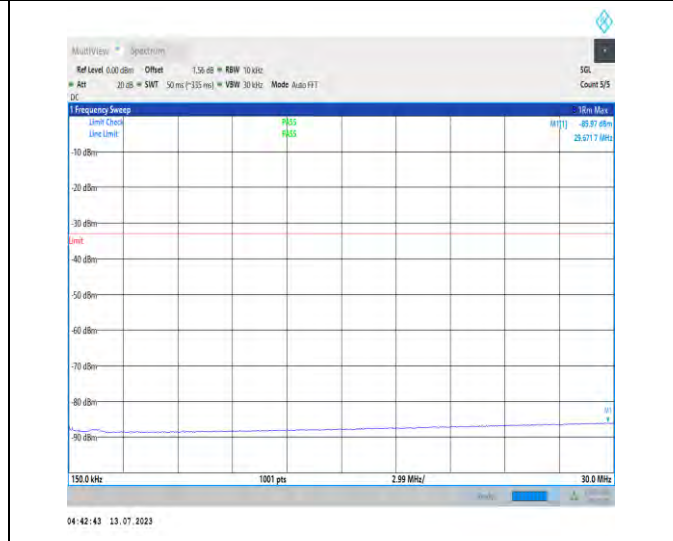 MultiView Spectrum
Ref Level 0.00 dBm Offset 1.56 dB RBW 10 kHz SGL
Att 20 dB SWT 50 ms (~335 ms) VBW 30 kHz Mode Auto FFT Count 5/5
DC
1 Frequency Sweep 1Rm Max
Limit Check PASS M1[1] -85.97 dBm
Line Limit PASS 29.671 7 MHz
-10 dBm
-20 dBm
-30 dBm
Limit
-40 dBm
-50 dBm
-60 dBm
-70 dBm
-80 dBm
M1
-90 dBm
150.0 kHz 1001 pts 2.99 MHz/ 30.0 MHz
04:42:43 13.07.2023